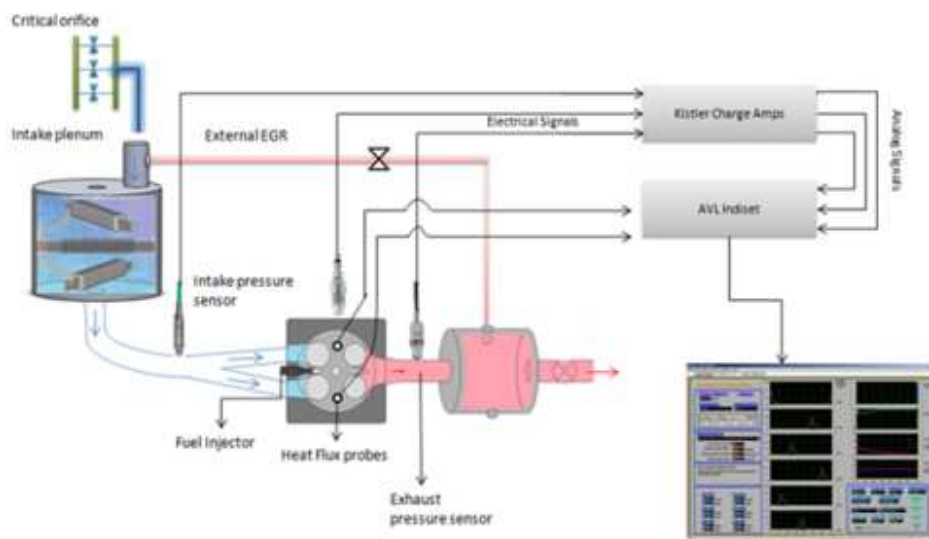 Critical orifice
Intake plenum
External EGR
Electrical Signals
Kistler Charge Amps
Analog Signals
AVL Indiset
Intake pressure
sensor
Fuel Injector
Heat Flux probes
Exhaust
pressure sensor